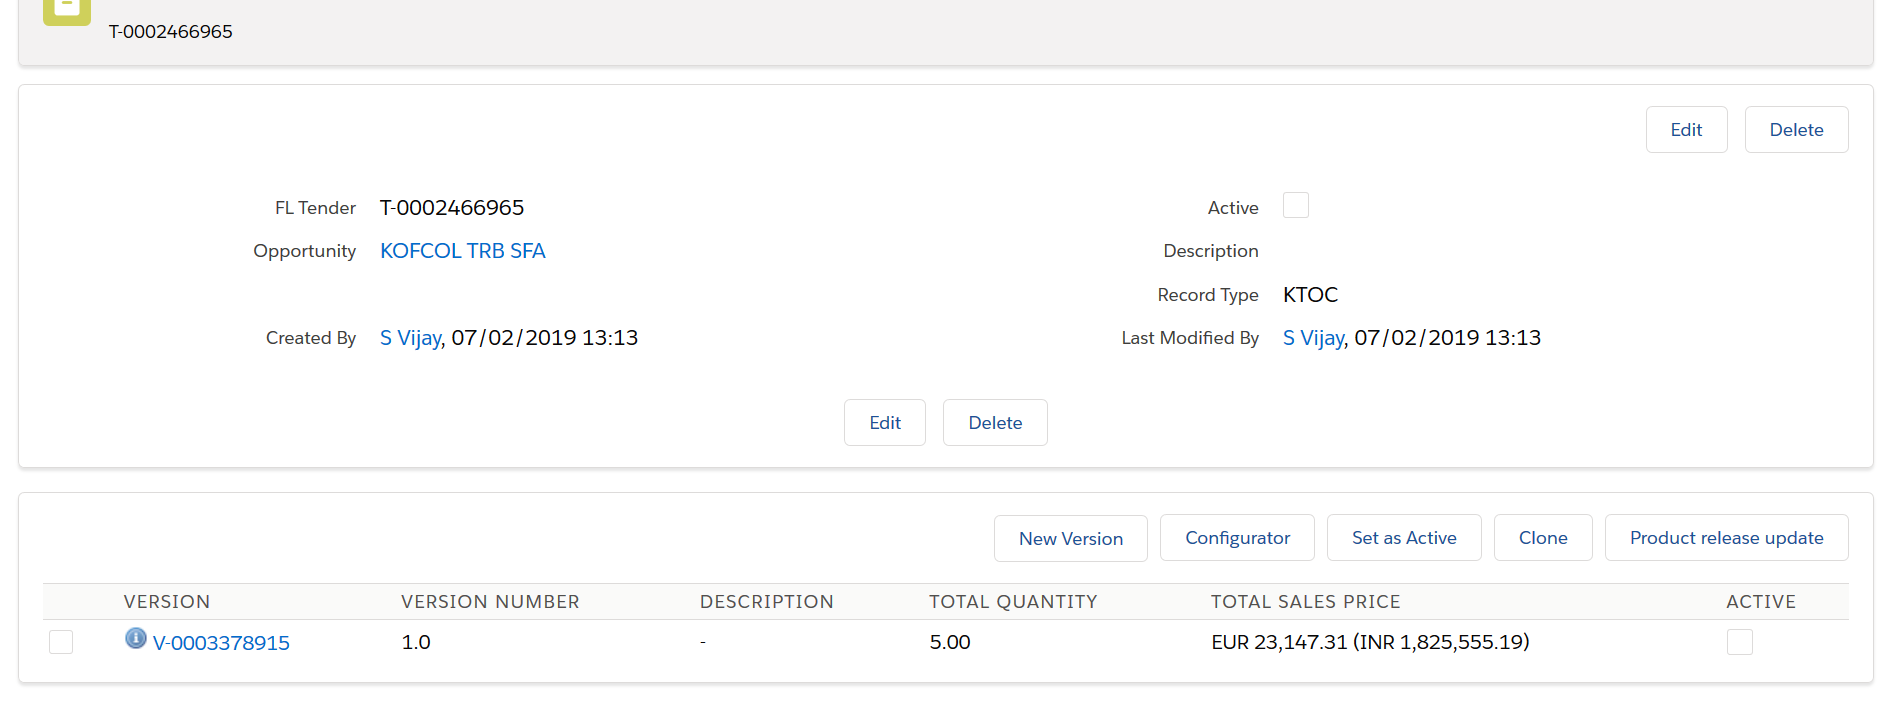 T-0002466965
Edit Delete
FL Tender T-0002466965 Active
Opportunity KOFCOL TRB SFA Description
Record Type KTOC
Created By S Vijay, 07/02/2019 13:13 Last Modified By S Vijay, 07/02/2019 13:13
Edit Delete
New Version Configurator Set as Active Clone Product release update
VERSION VERSION NUMBER DESCRIPTION TOTAL QUANTITY TOTAL SALES PRICE ACTIVE
V-0003378915 1.0 - 5.00 EUR 23,147.31 (INR 1,825,555.19)